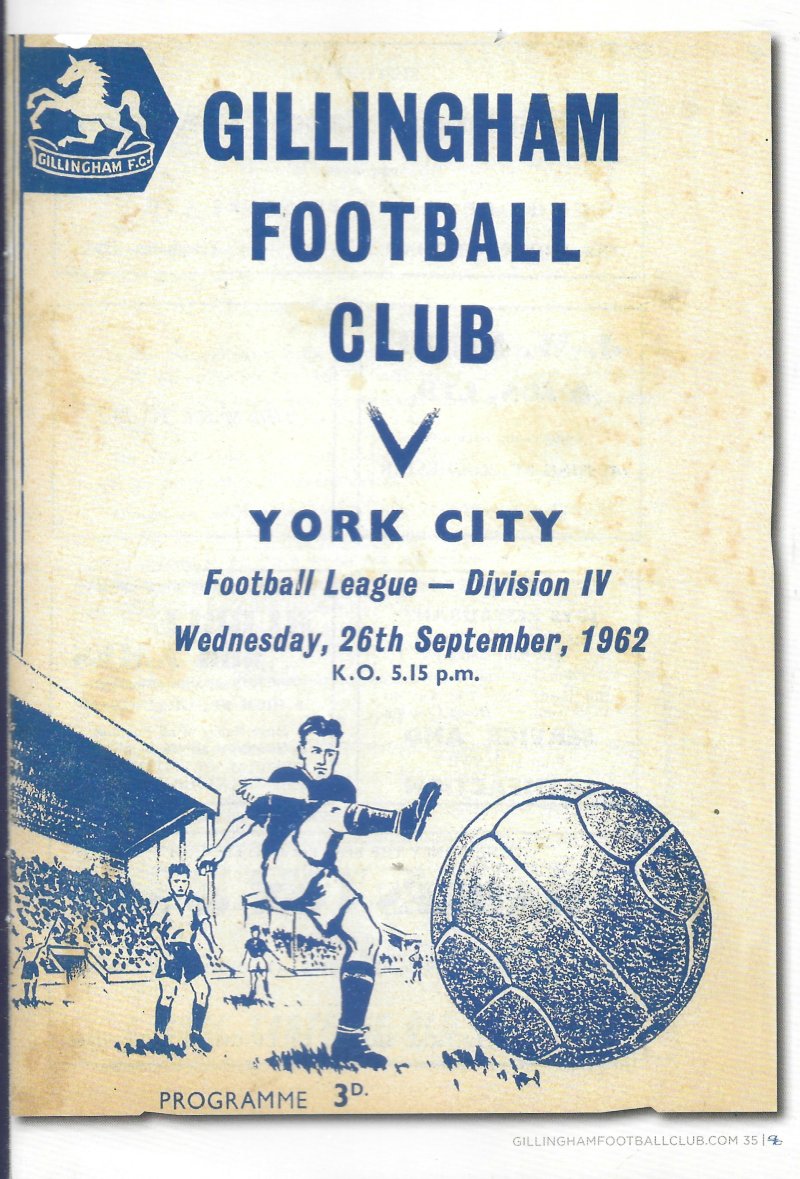 GILLINGHAM F.C.
GILLINGHAM
FOOTBALL
CLUB
V
YORK CITY
Football League — Division IV
Wednesday, 26th September, 1962
K.O. 5.15 p.m.
PROGRAMME 3D.
GILLINGHAMFOOTBALLCLUB.COM 35 |